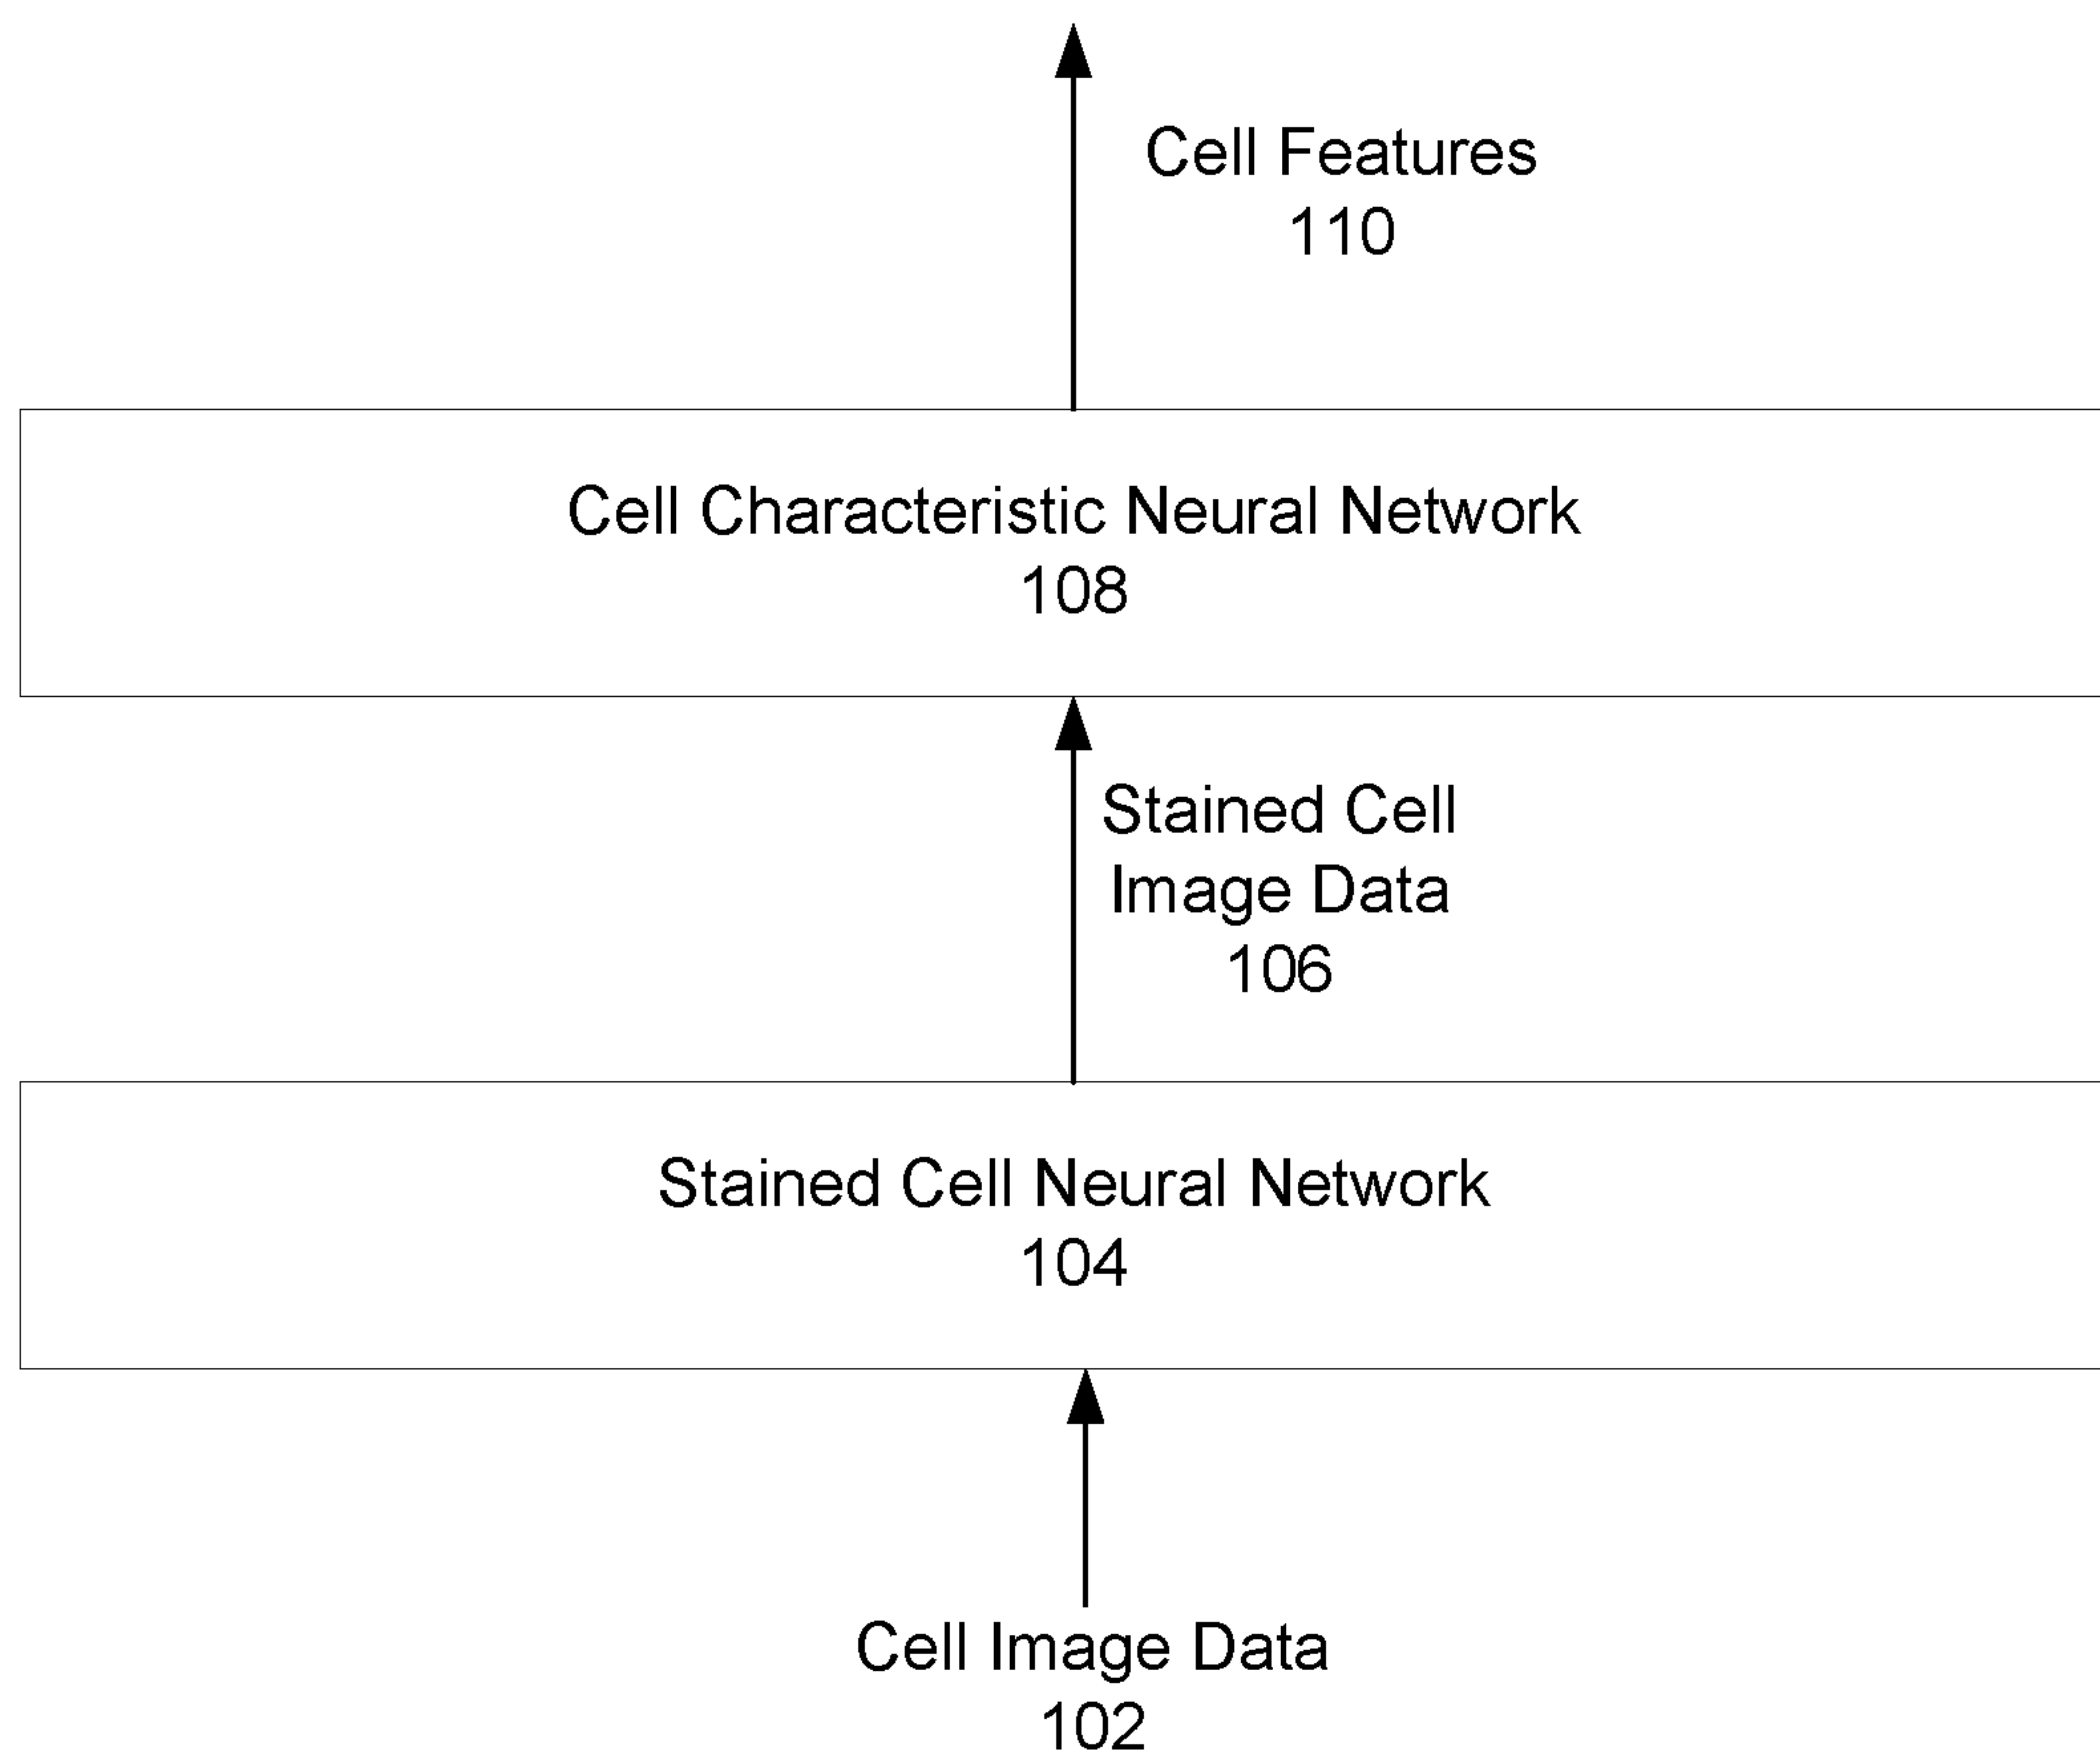 Cell Features
110
Cell Characteristic Neural Network
108
Stained Cell
Image Data
106
Stained Cell Neural Network
104
Cell Image Data
102